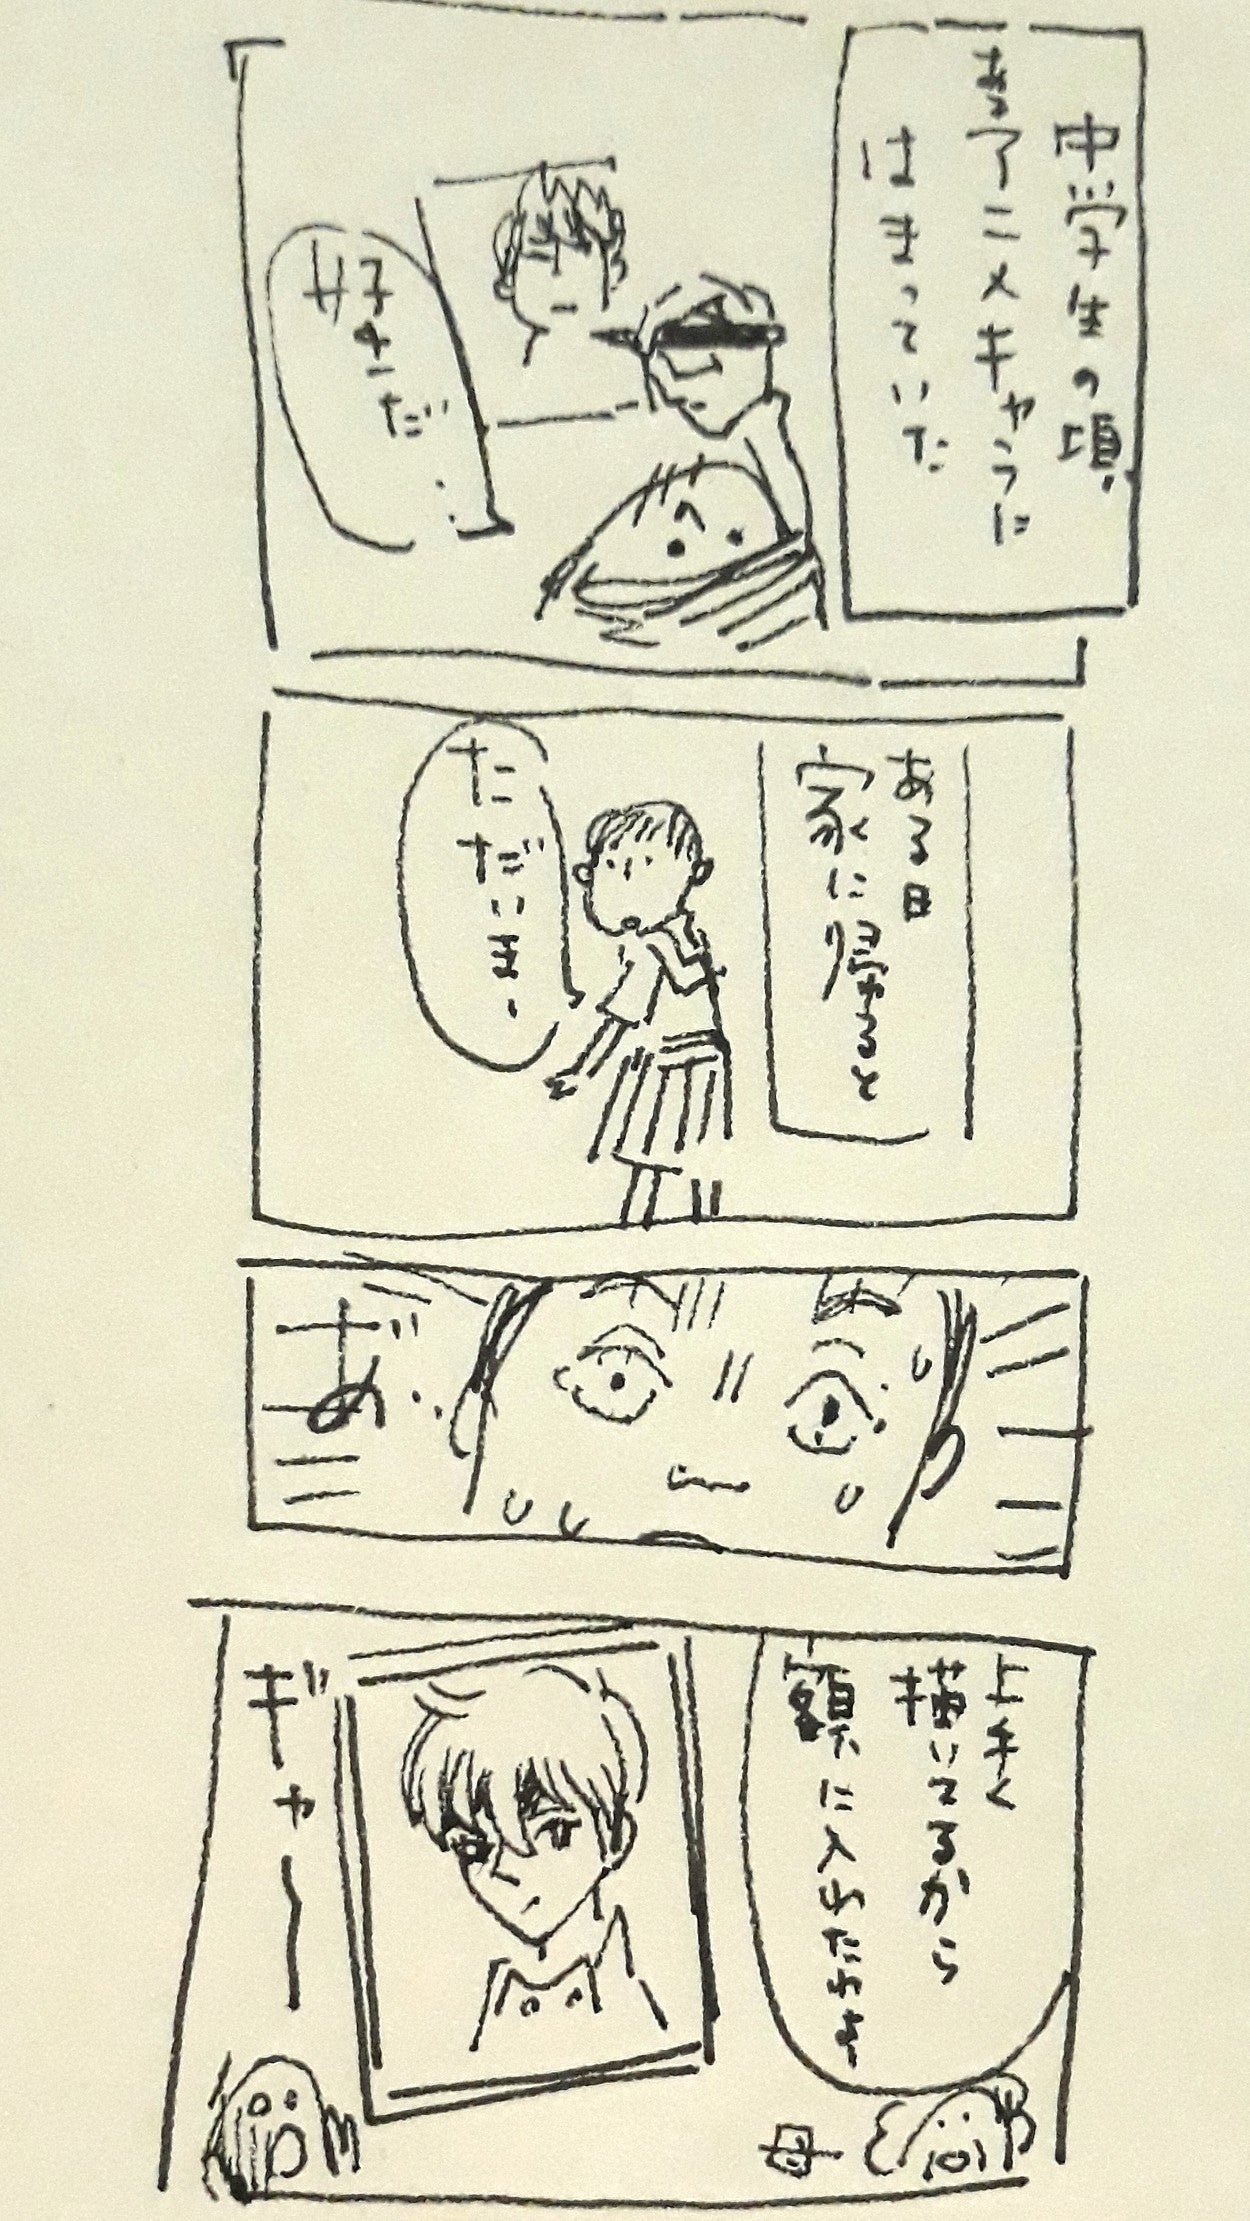 中学生の頃、
あるアニメキャラに
はまっていた
好きだ…
ある日
家に帰ると
ただいまー
あ゛…
上手く
描いてるから
額に入れたわよ
母
ギャー